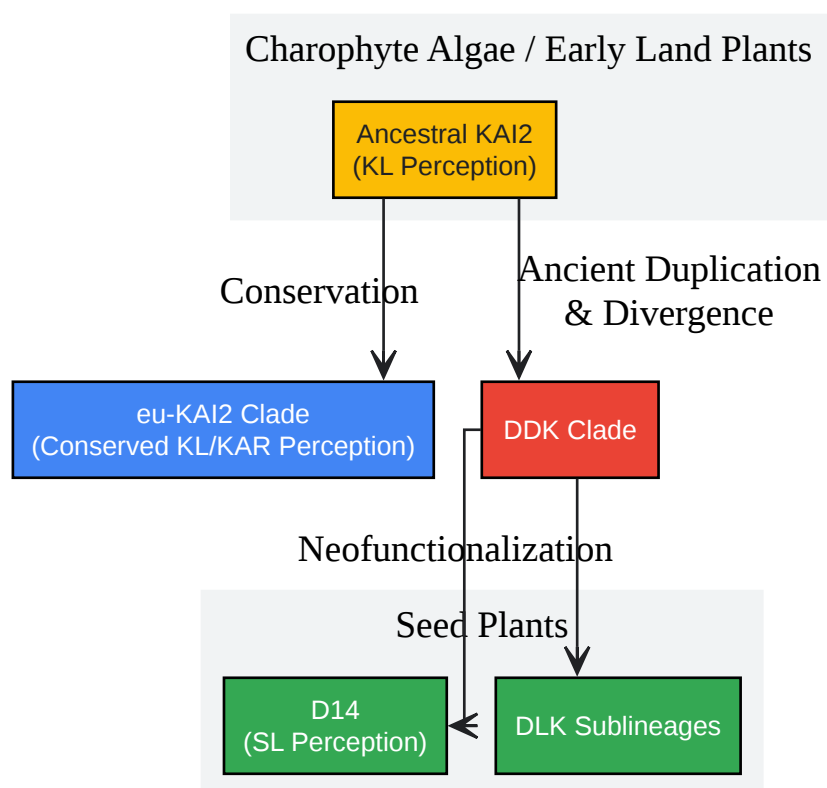 Charophyte Algae / Early Land Plants
Ancestral KAI2
(KL Perception)
Conservation
Ancient Duplication
& Divergence
eu-KAI2 Clade
(Conserved KL/KAR Perception)
DDK Clade
Neofunctionalization
Seed Plants
D14
(SL Perception)
DLK Sublineages